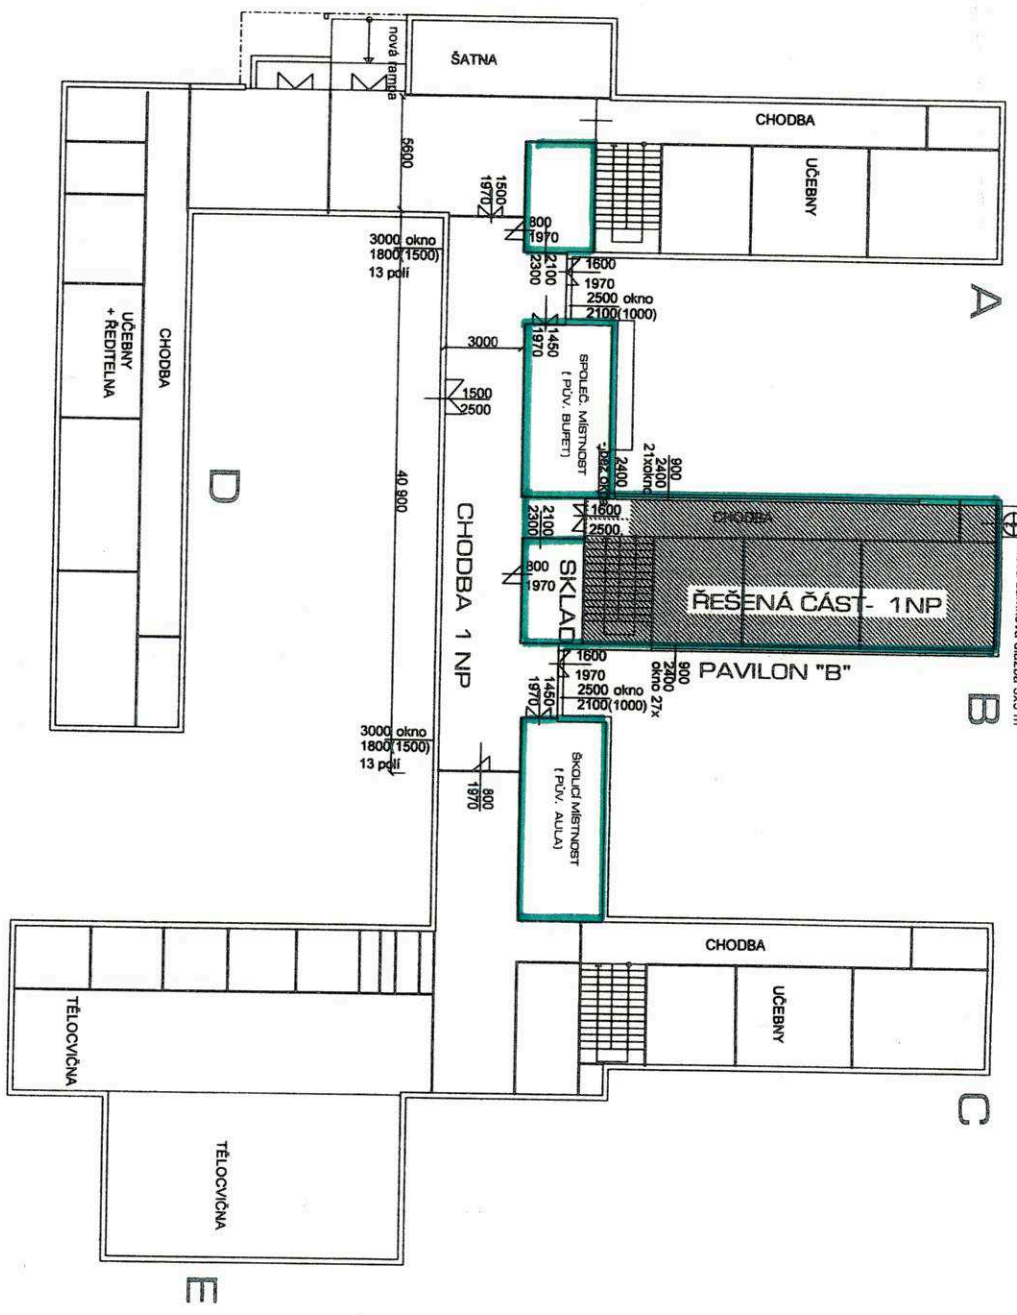 nová rampa
ŠATNA
CHODBA
UČEBNY
A
5600
1500
1970
800
1970
2100
2300
1600
1970
2500 okno
2100(1000)
3000 okno
1800(1500)
13 polí
1450
1970
3000
SPOLEČ. MÍSTNOST
( PŮV. BUFET)
1500
2500
CHODBA
UČEBNY
+ ŘEDITELNA
D
40 900
CHODBA 1 NP
900
2400
21xokno
2400
- bez okna
1600
2500
2100
2300
CHODBA
800
1970
SKLAD
ŘEŠENÁ ČÁST- 1NP
PAVILON "B"
B
1600
1970
900
2400
okno 27x
2500 okno
2100(1000)
1450
1970
3000 okno
1800(1500)
13 polí
800
1970
ŠKOLICÍ MÍSTNOST
( PŮV. AULA)
CHODBA
UČEBNY
C
TĚLOCVIČNA
TĚLOCVIČNA
E